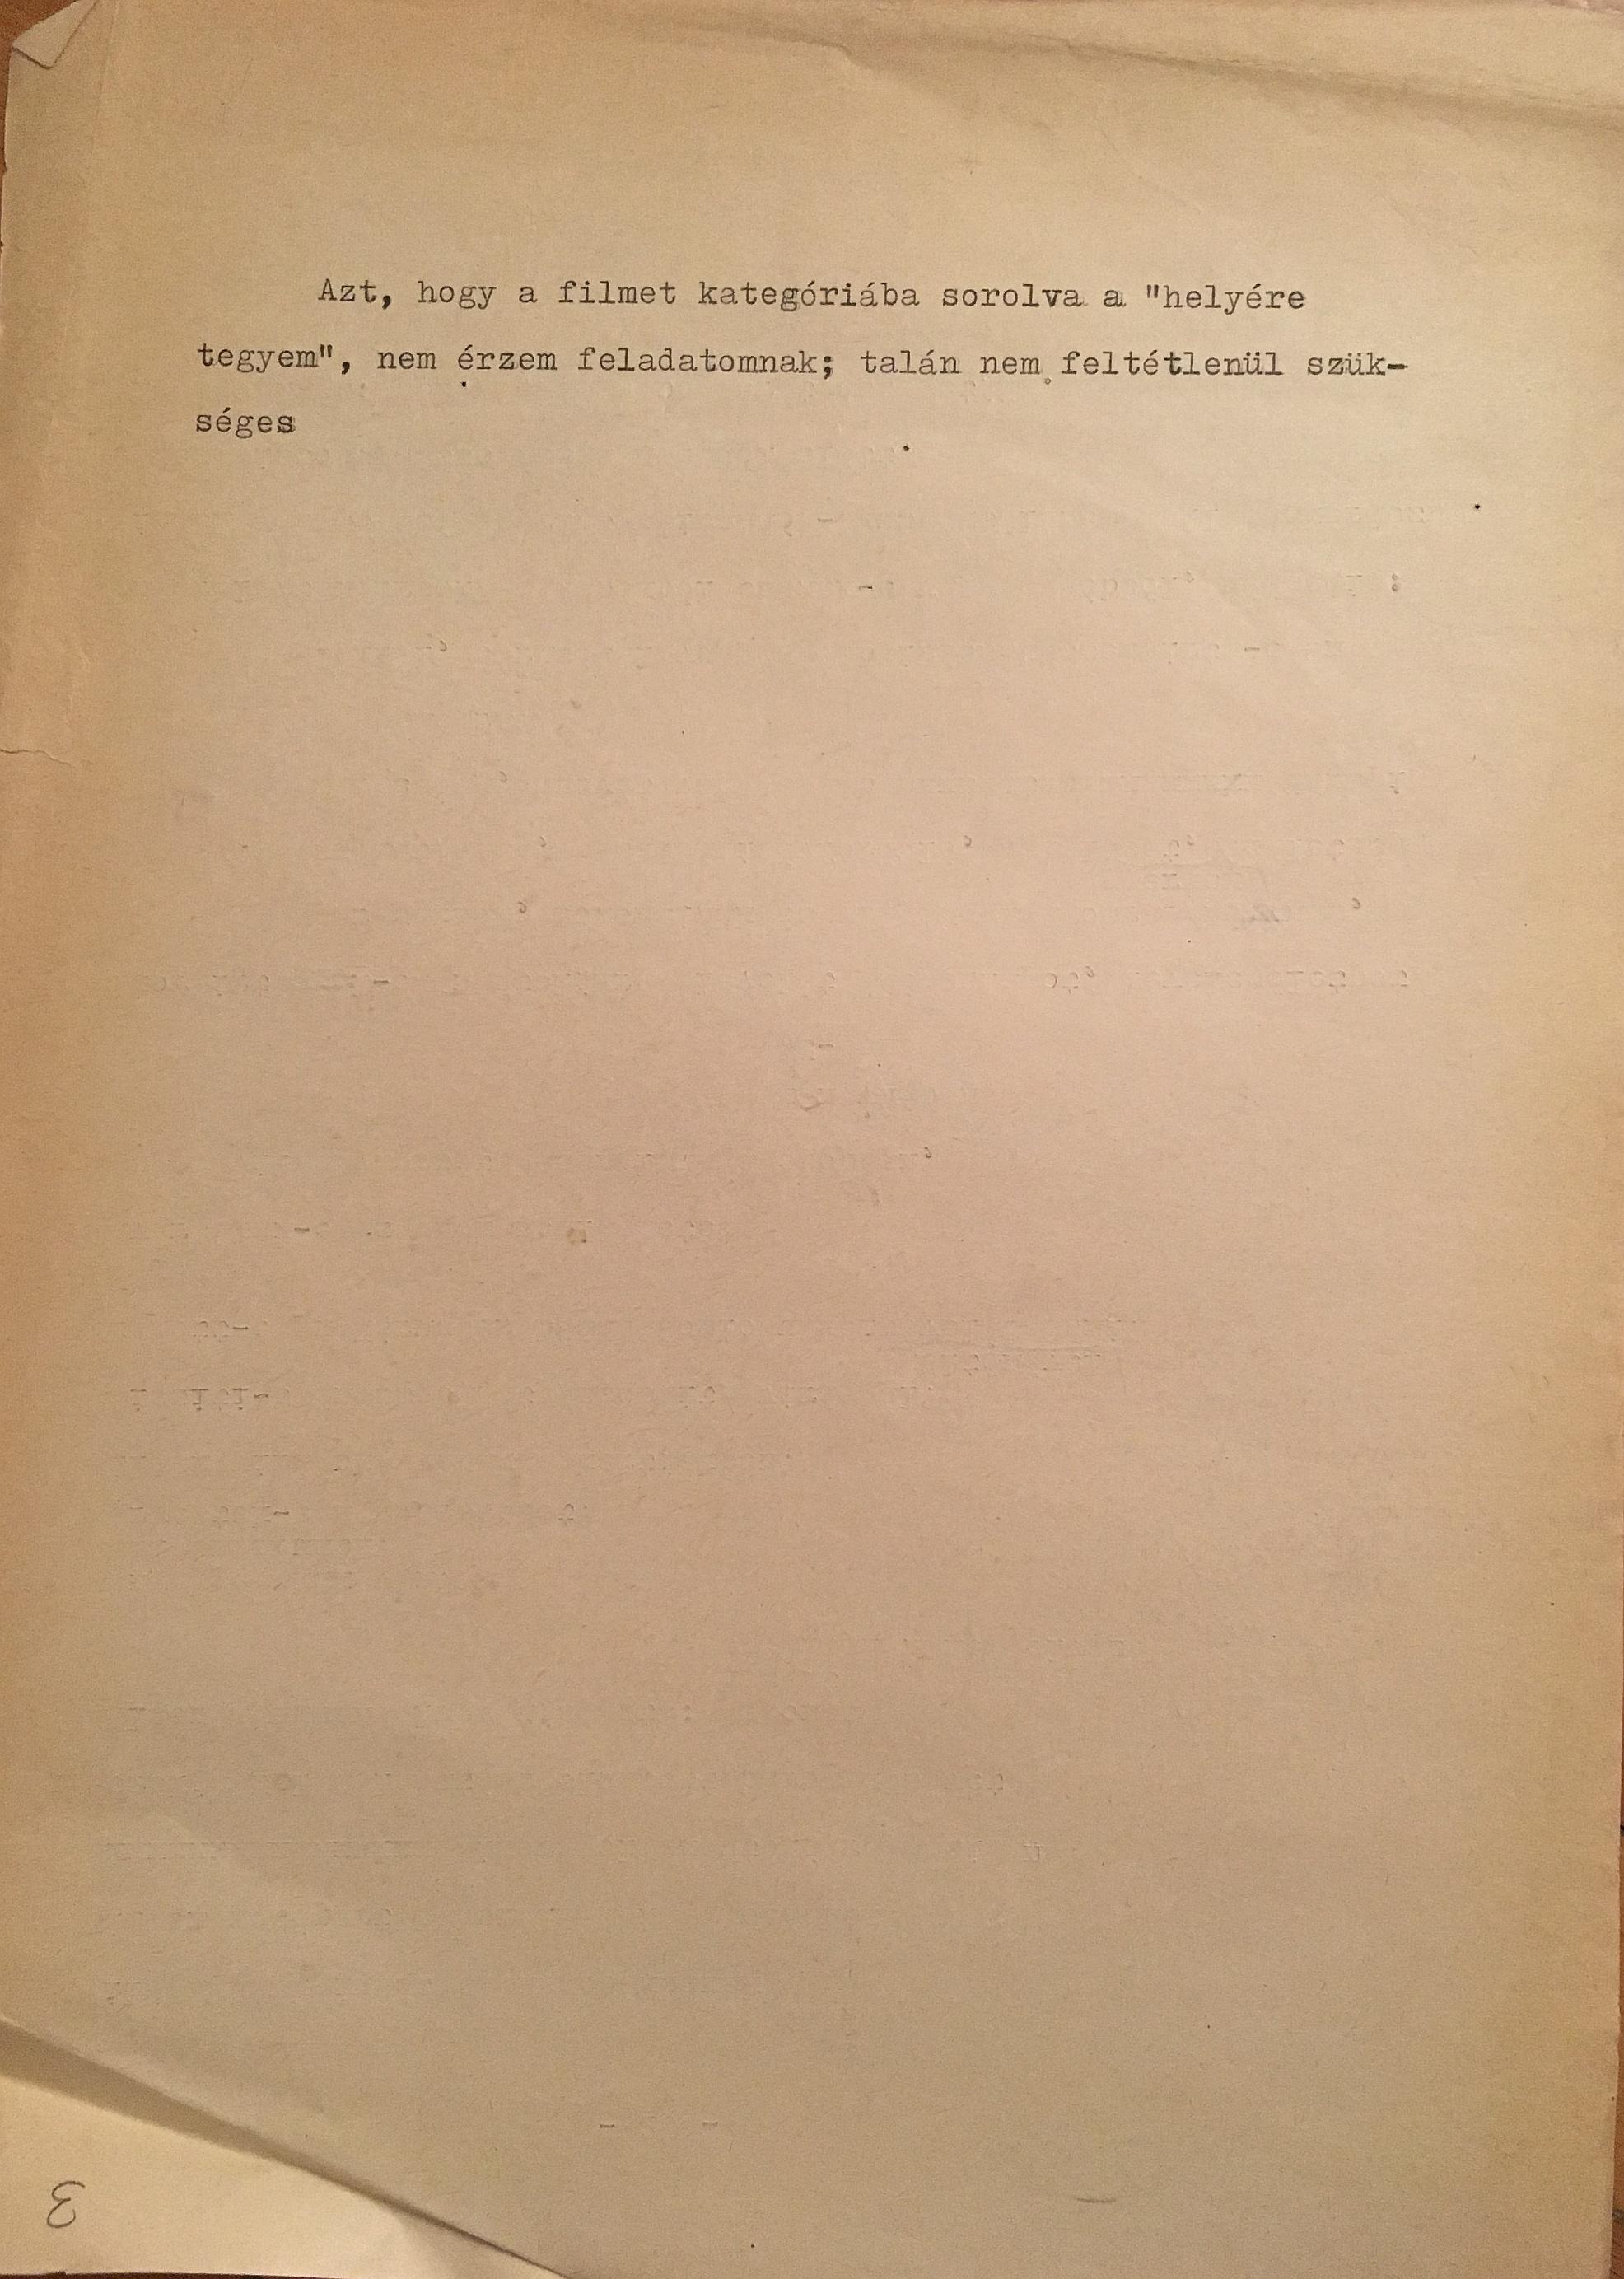 Azt, hogy a filmet kategóriába sorolva a "helyére
tegyem", nem érzem feladatomnak; talán nem feltétlenül szük-
séges
3